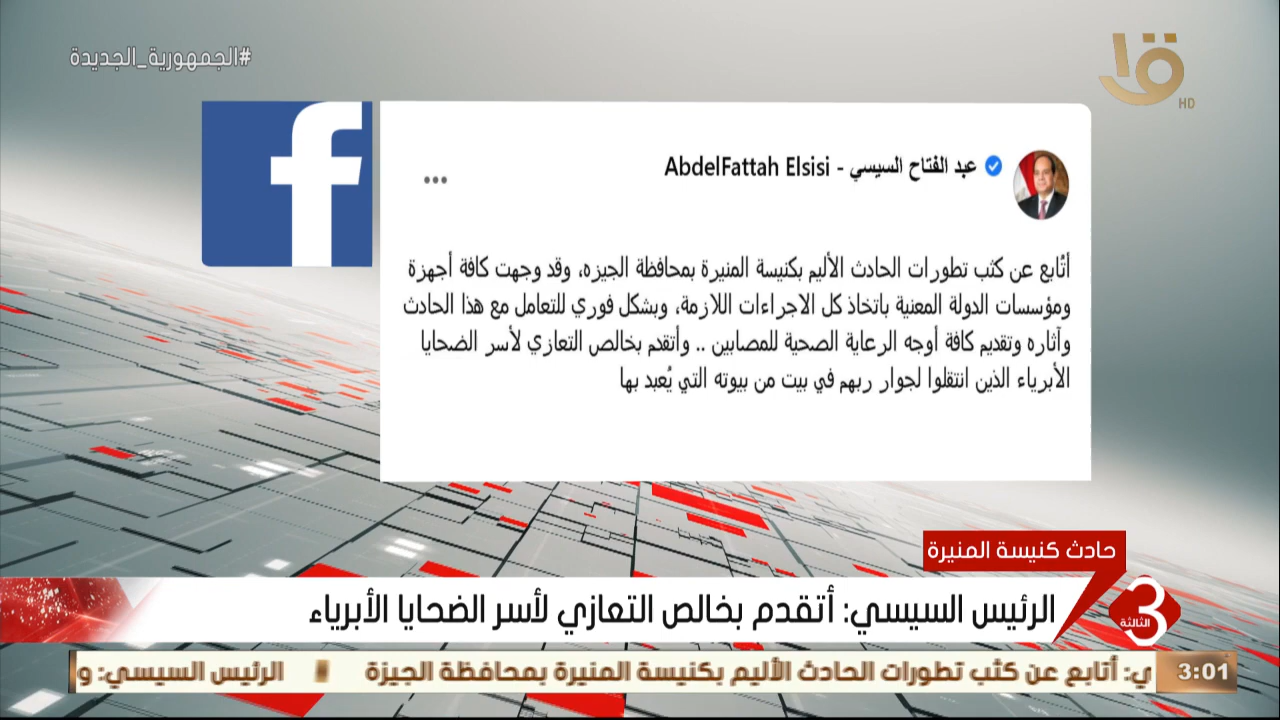 #الجمهورية_الجديدة
HD
عبد الفتاح السيسي - AbdelFattah Elsisi
أتابع عن كثب تطورات الحادث الأليم بكنيسة المنيرة بمحافظة الجيزه، وقد وجهت كافة أجهزة
ومؤسسات الدولة المعنية باتخاذ كل الاجراءات اللازمة، وبشكل فوري للتعامل مع هذا الحادث
وآثاره وتقديم كافة أوجه الرعاية الصحية للمصابين .. وأتقدم بخالص التعازي لأسر الضحايا
الأبرياء الذين انتقلوا لجوار ربهم في بيت من بيوته التي يُعبد بها
حادث كنيسة المنيرة
الرئيس السيسي: أتقدم بخالص التعازي لأسر الضحايا الأبرياء
3 الثالثة
ي: أتابع عن كثب تطورات الحادث الأليم بكنيسة المنيرة بمحافظة الجيزة
الرئيس السيسي: و
3:01